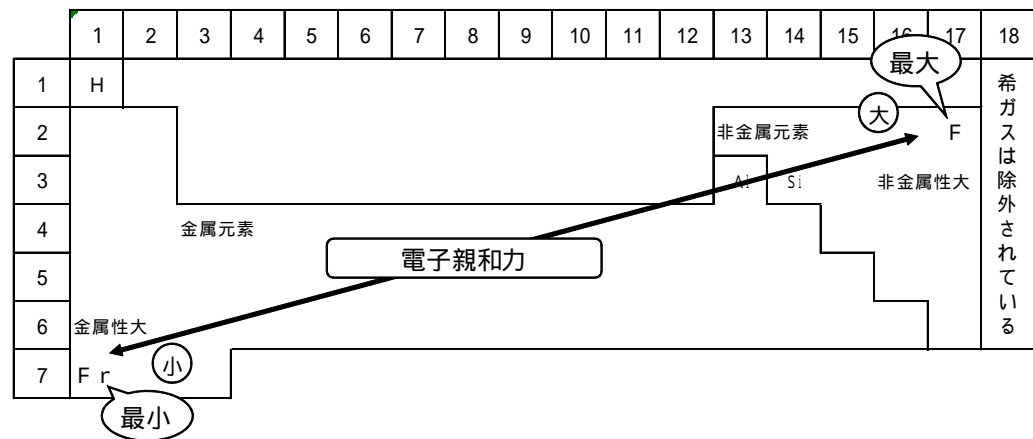 1 2 3 4 5 6 7 8 9 10 11 12 13 14 15 16 17 18
最大
1 H
大
2 非金属元素 F
3 Al Si 非金属性大
希ガスは除外されている
4 金属元素
電子親和力
5
6 金属性大
小
7 Fr
最小